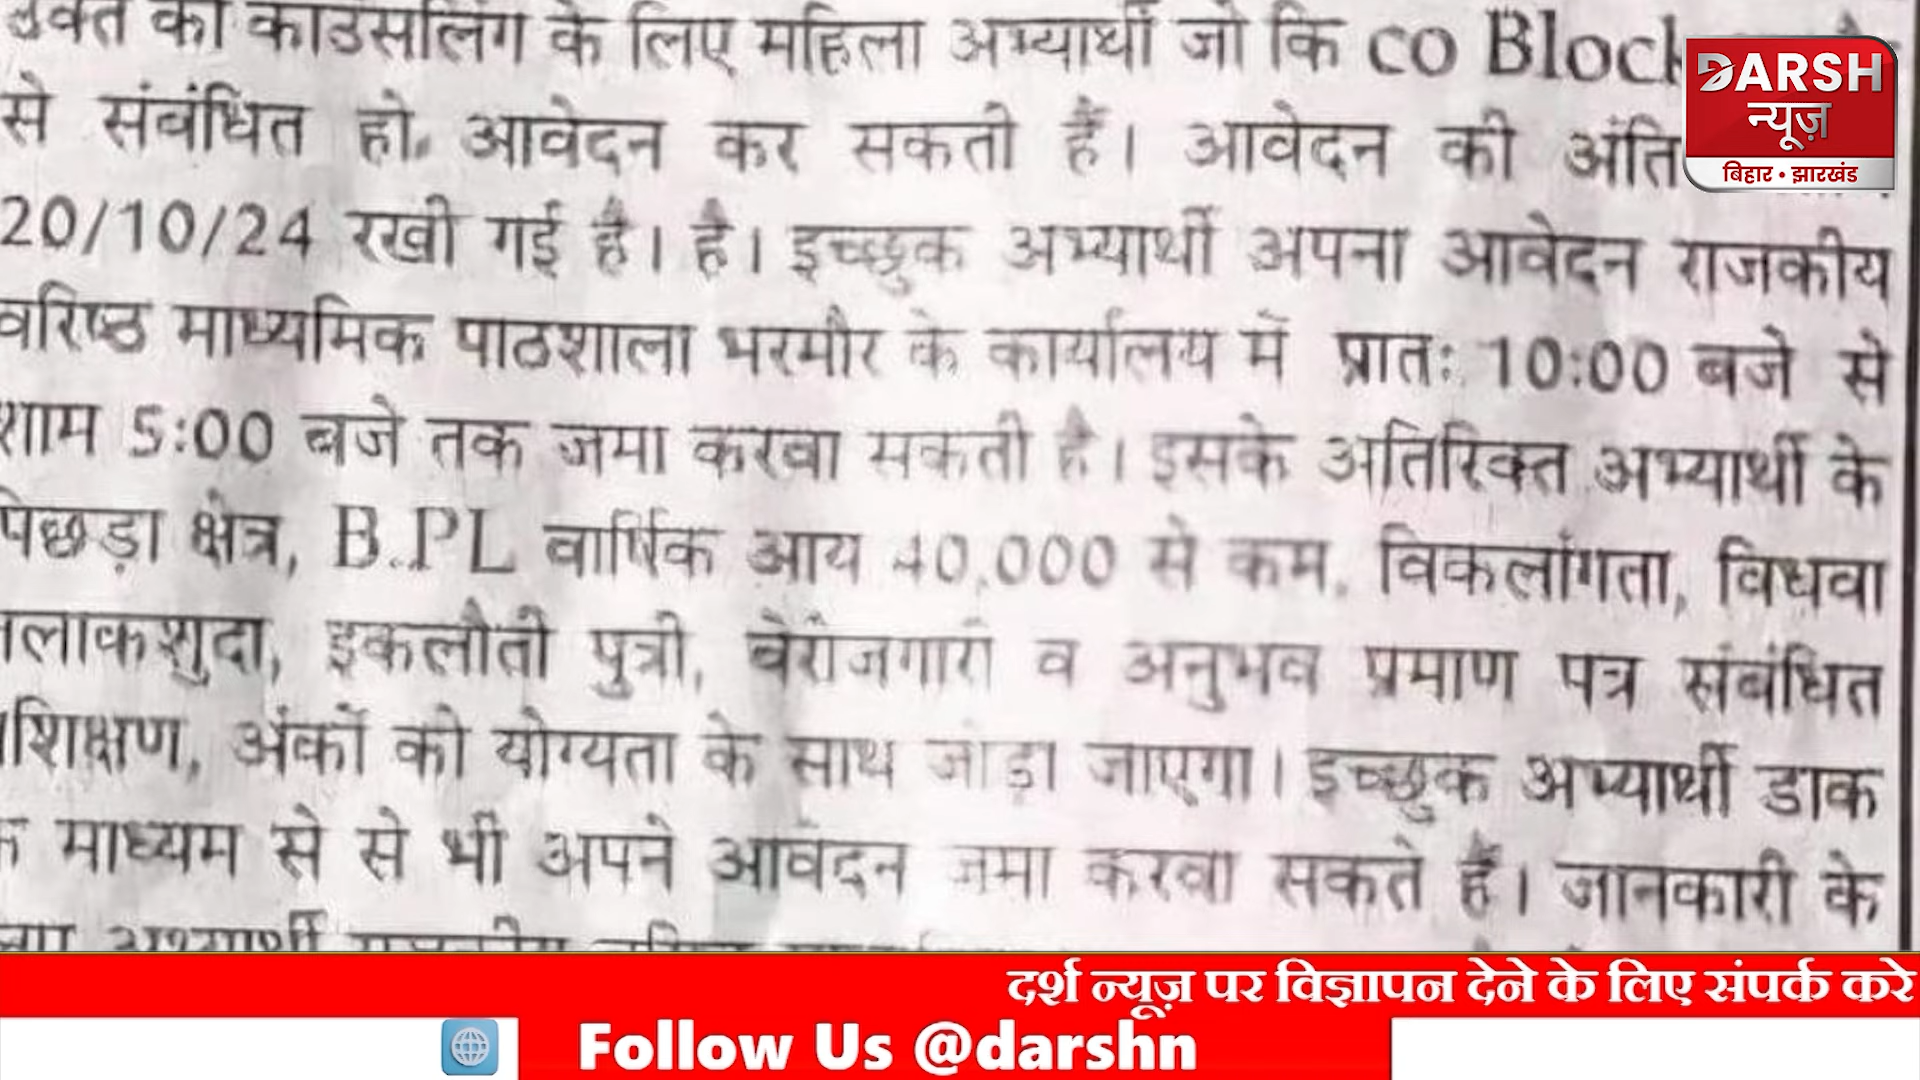 उक्त की काउंसलिंग के लिए महिला अभ्यार्थी जो कि co Block
से संबंधित हो, आवेदन कर सकती हैं। आवेदन की अंति
20/10/24 रखी गई है। है। इच्छुक अभ्यार्थी अपना आवेदन राजकीय
वरिष्ठ माध्यमिक पाठशाला भरमौर के कार्यालय में प्रातः 10:00 बजे से
शाम 5:00 बजे तक जमा करवा सकती है। इसके अतिरिक्त अभ्यार्थी के
पिछड़ा क्षेत्र, B.PL वार्षिक आय 40,000 से कम, विकलांगता, विधवा
तलाकशुदा, इकलौती पुत्री, बेरोजगारी व अनुभव प्रमाण पत्र संबंधित
शिक्षण, अंकों को योग्यता के साथ जोड़ा जाएगा। इच्छुक अभ्यार्थी डाक
माध्यम से से भी अपने आवेदन जमा करवा सकते हैं। जानकारी के
DARSH
न्यूज़
बिहार • झारखंड
दर्श न्यूज़ पर विज्ञापन देने के लिए संपर्क करे
Follow Us @darshn